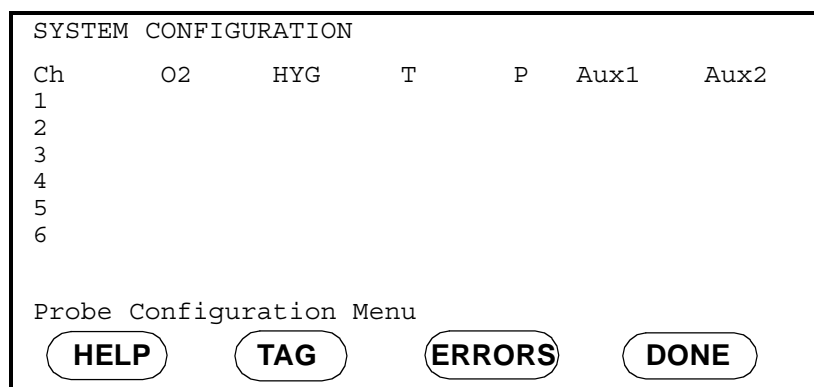 SYSTEM CONFIGURATION
Ch O2 HYG T P Aux1 Aux2
1
2
3
4
5
6
Probe Configuration Menu
HELP TAG ERRORS DONE